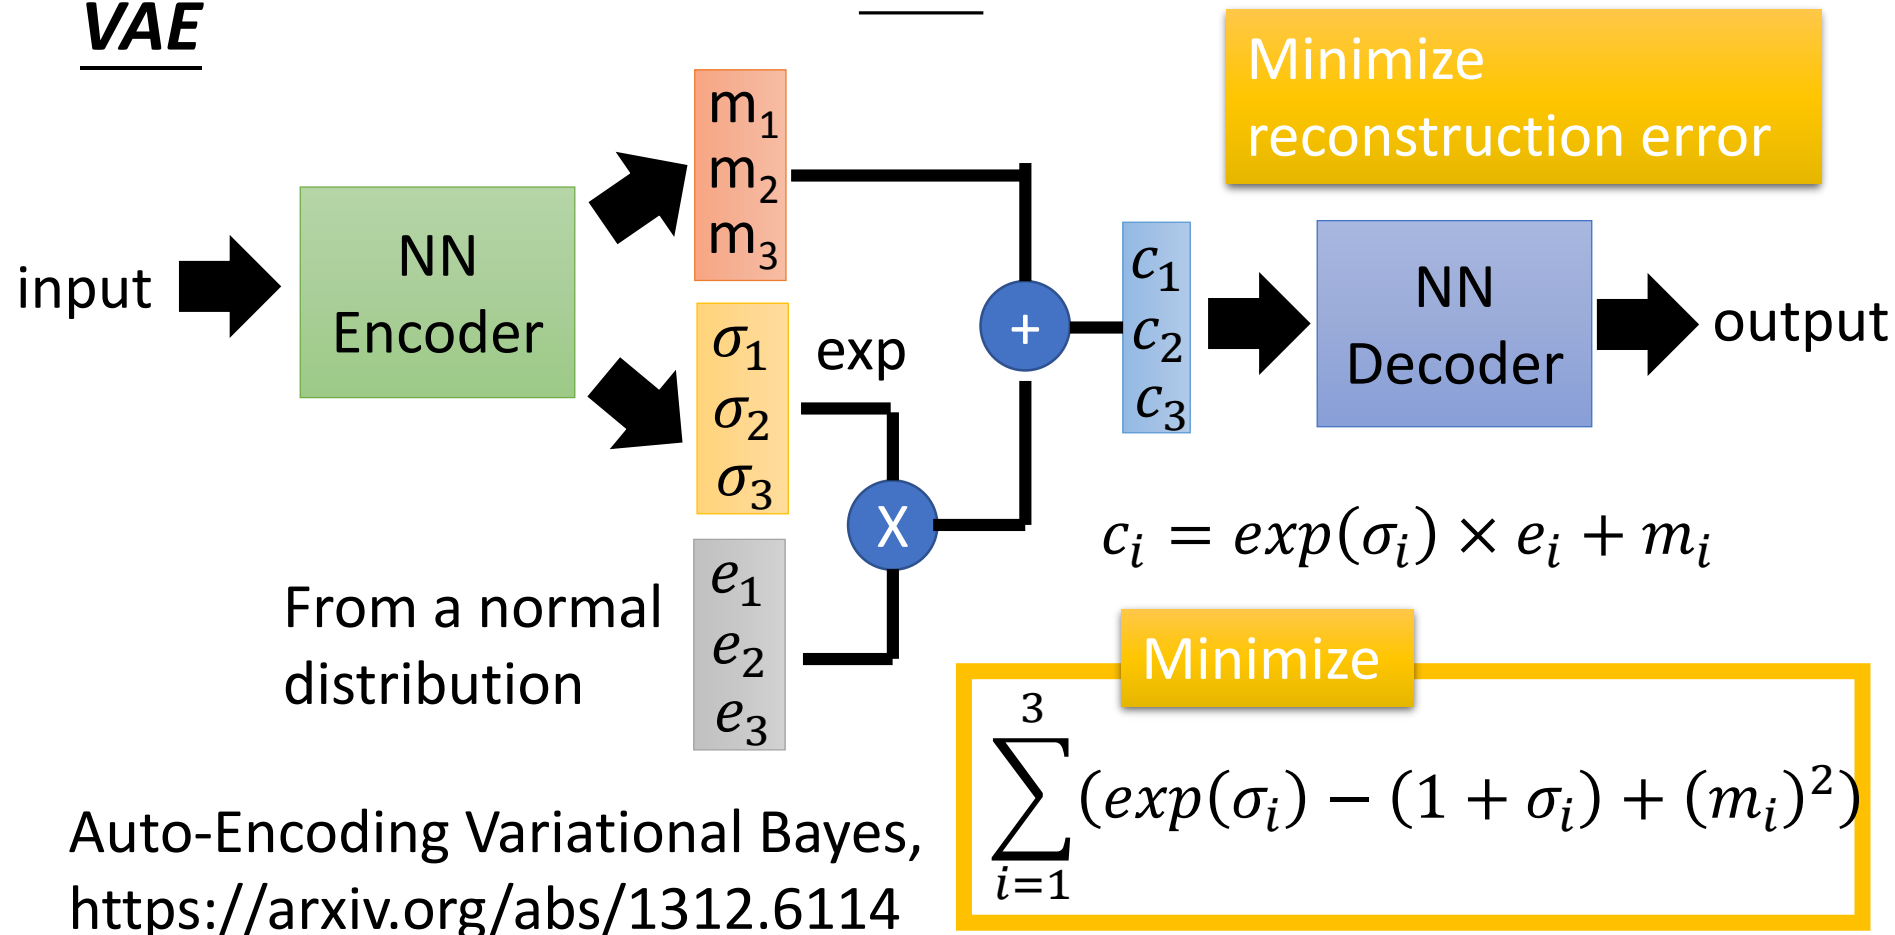 VAE
Minimize
reconstruction error
m₁
m₂
m₃
input
NN
Encoder
σ₁
σ₂
σ₃
exp
+
c₁
c₂
c₃
NN
Decoder
output
X
From a normal
distribution
e₁
e₂
e₃
cᵢ = exp(σᵢ) × eᵢ + mᵢ
Minimize
∑³ᵢ₌₁(exp(σᵢ) − (1 + σᵢ) + (mᵢ)²)
Auto-Encoding Variational Bayes,
https://arxiv.org/abs/1312.6114